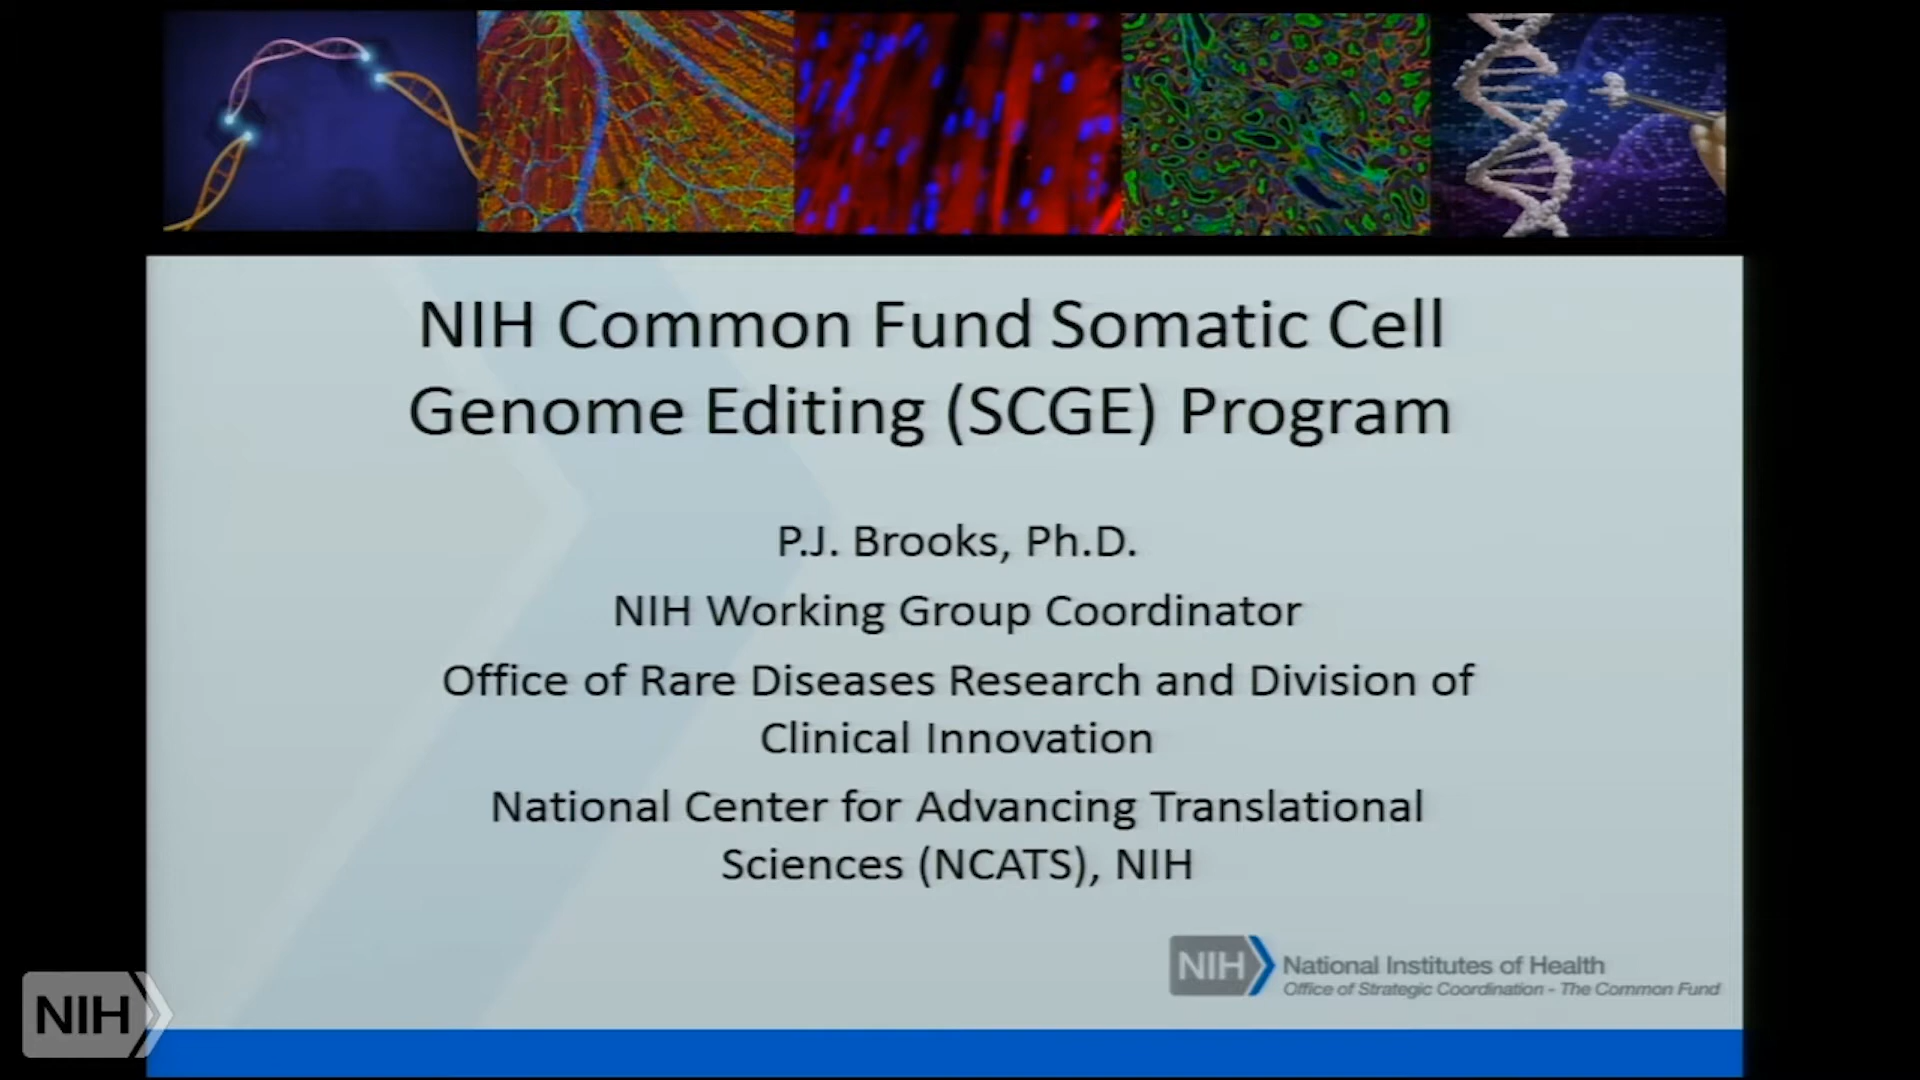 NIH Common Fund Somatic Cell
Genome Editing (SCGE) Program
P.J. Brooks, Ph.D.
NIH Working Group Coordinator
Office of Rare Diseases Research and Division of
Clinical Innovation
National Center for Advancing Translational
Sciences (NCATS), NIH
NIH National Institutes of Health
Office of Strategic Coordination - The Common Fund
NIH